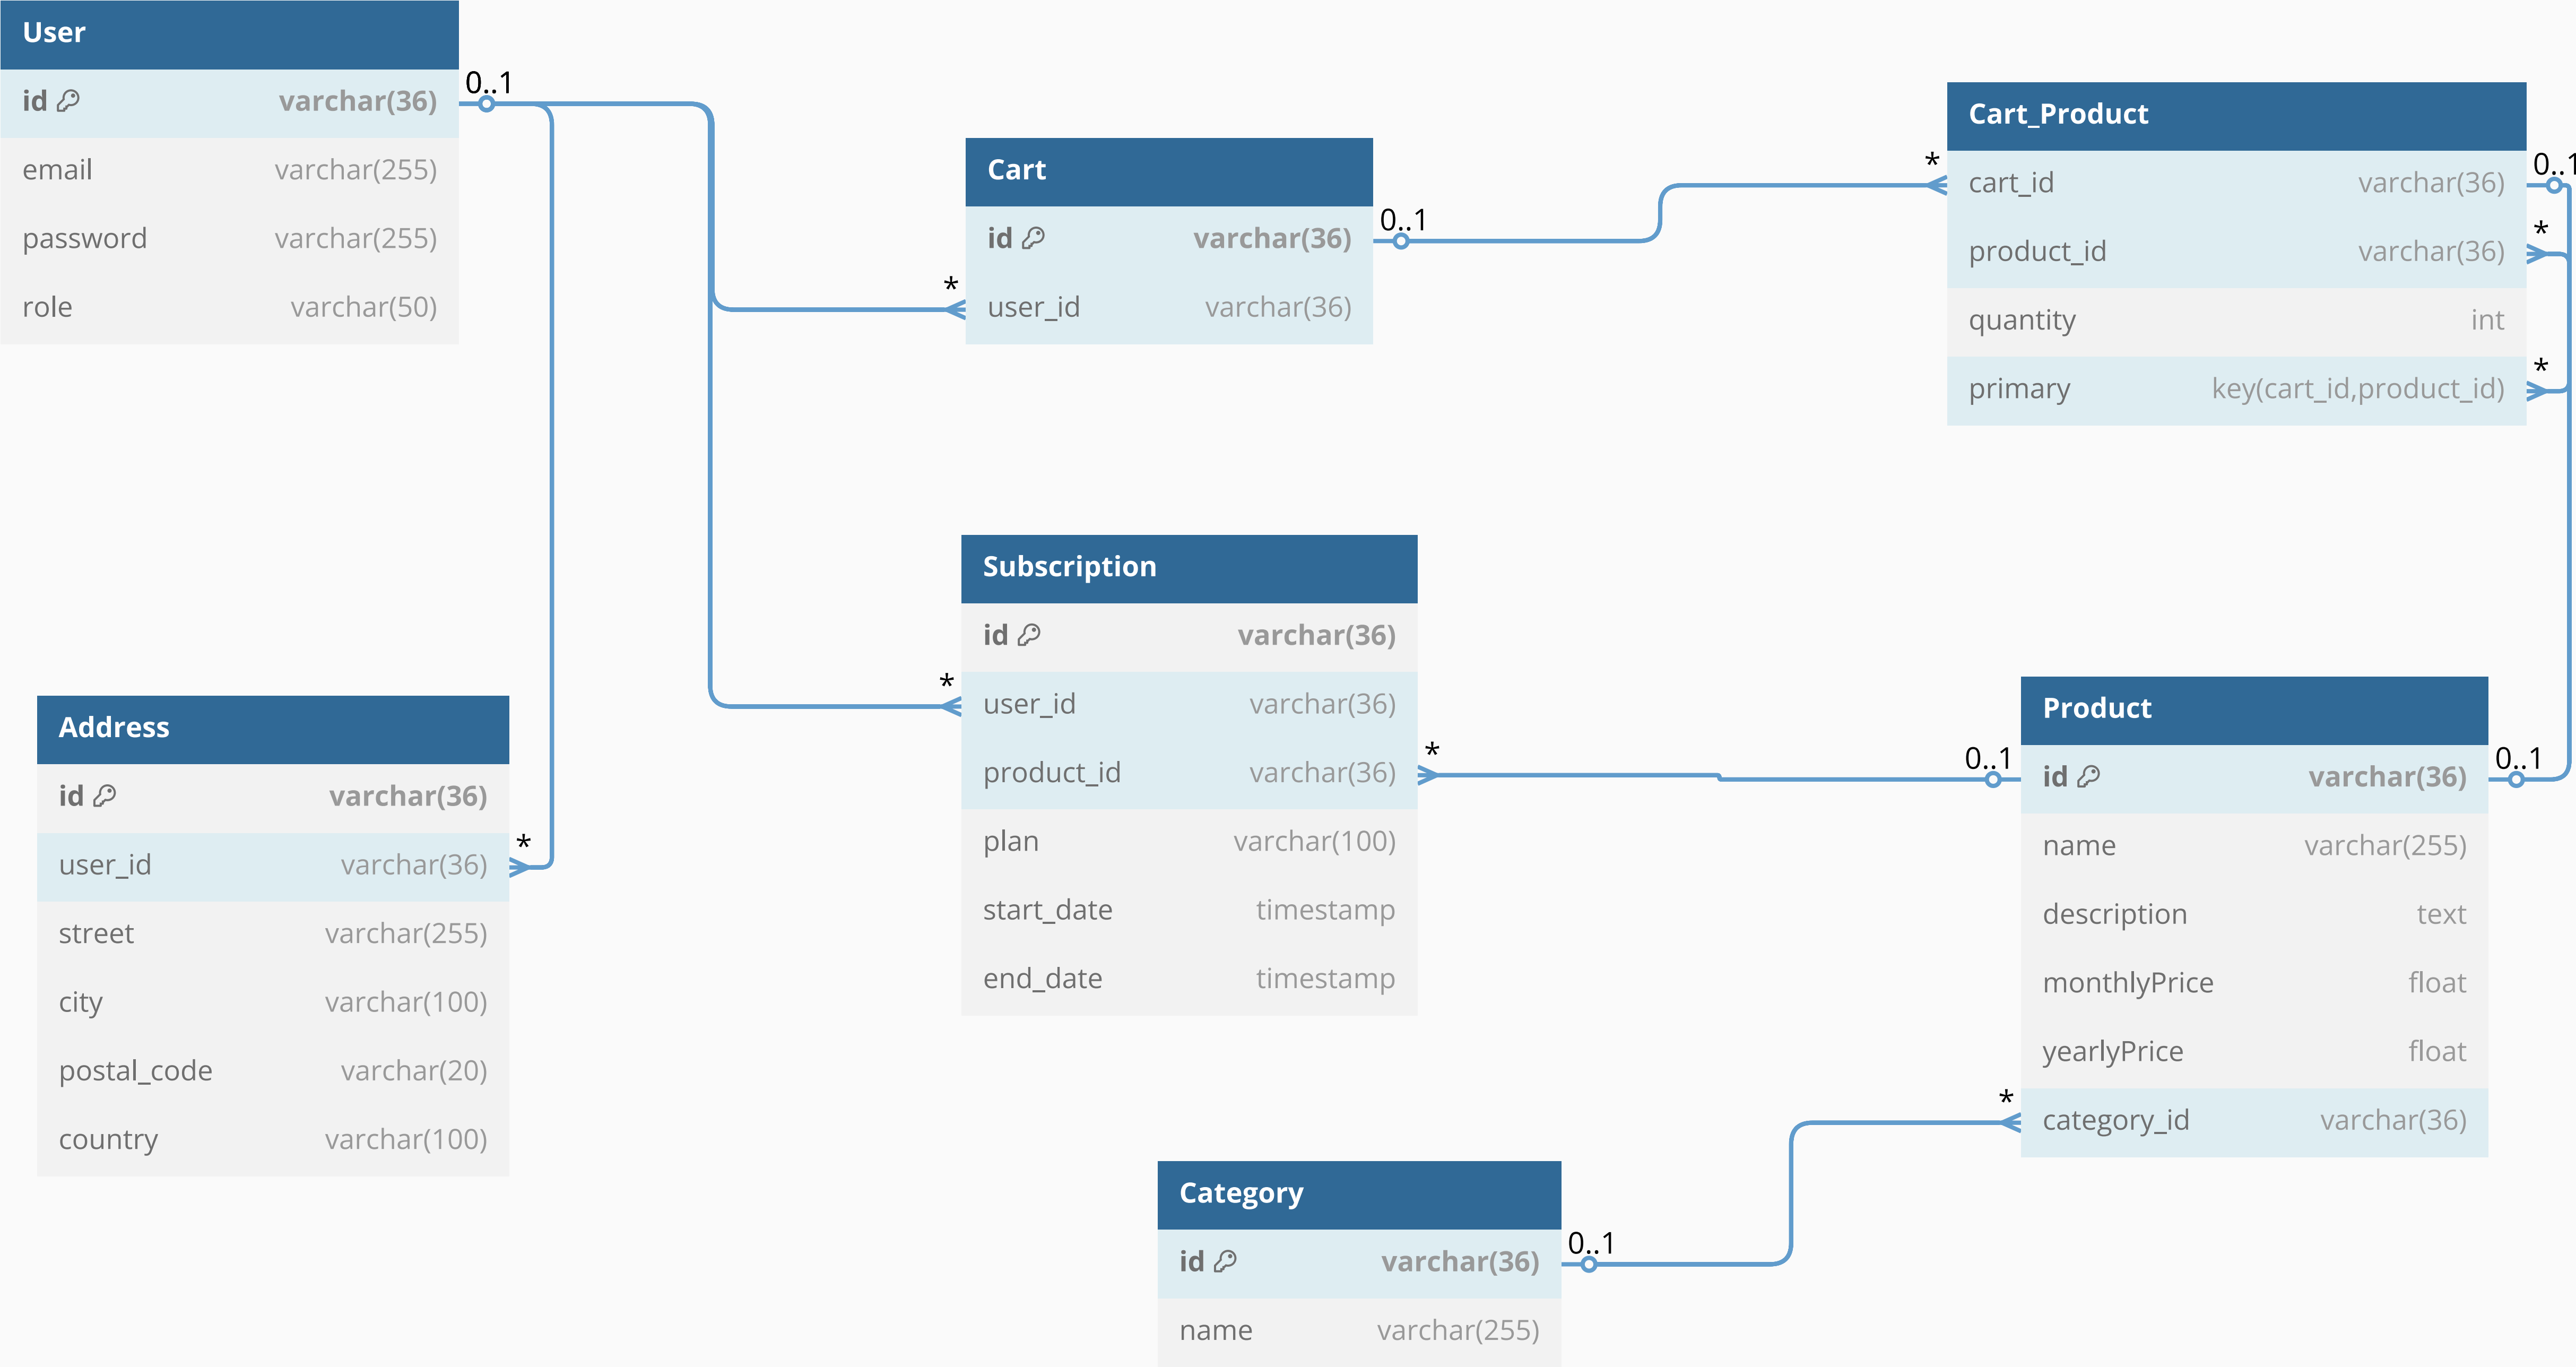 User
id varchar(36)
email varchar(255)
password varchar(255)
role varchar(50)
0..1
Cart
id varchar(36)
user_id varchar(36)
0..1
*
Cart_Product
cart_id varchar(36)
product_id varchar(36)
quantity int
primary key(cart_id,product_id)
*
0..1
*
*
Subscription
id varchar(36)
user_id varchar(36)
product_id varchar(36)
plan varchar(100)
start_date timestamp
end_date timestamp
*
*
Address
id varchar(36)
user_id varchar(36)
street varchar(255)
city varchar(100)
postal_code varchar(20)
country varchar(100)
*
Product
id varchar(36)
name varchar(255)
description text
monthlyPrice float
yearlyPrice float
category_id varchar(36)
0..1
0..1
*
Category
id varchar(36)
name varchar(255)
0..1